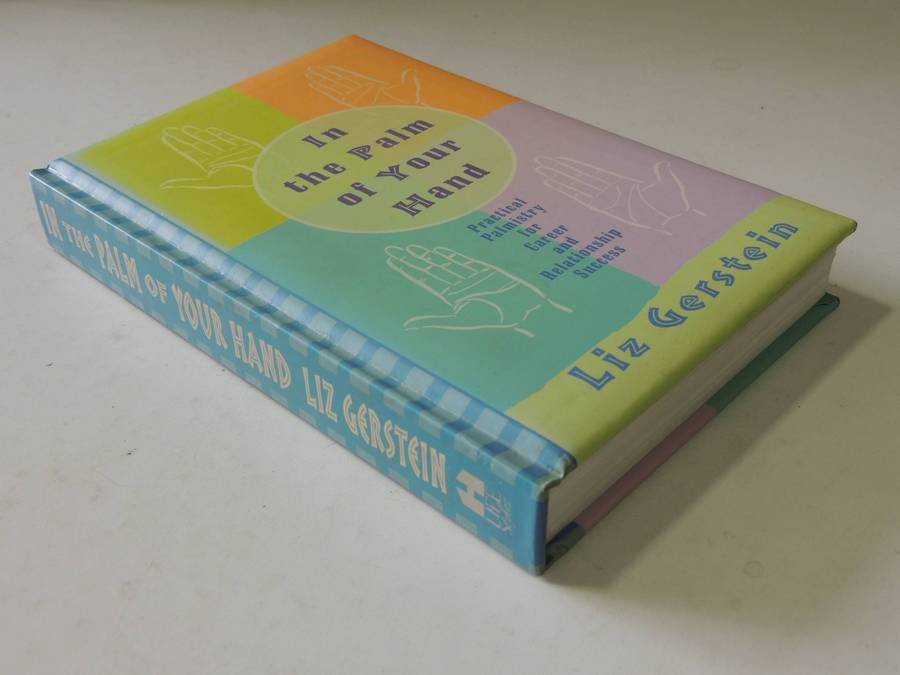 In
the Palm
of Your
Hand
Practical
Palmistry
for
Career
and
Relationship
Success
Liz Gerstein
IN THE PALM OF YOUR HAND LIZ GERSTEIN
H